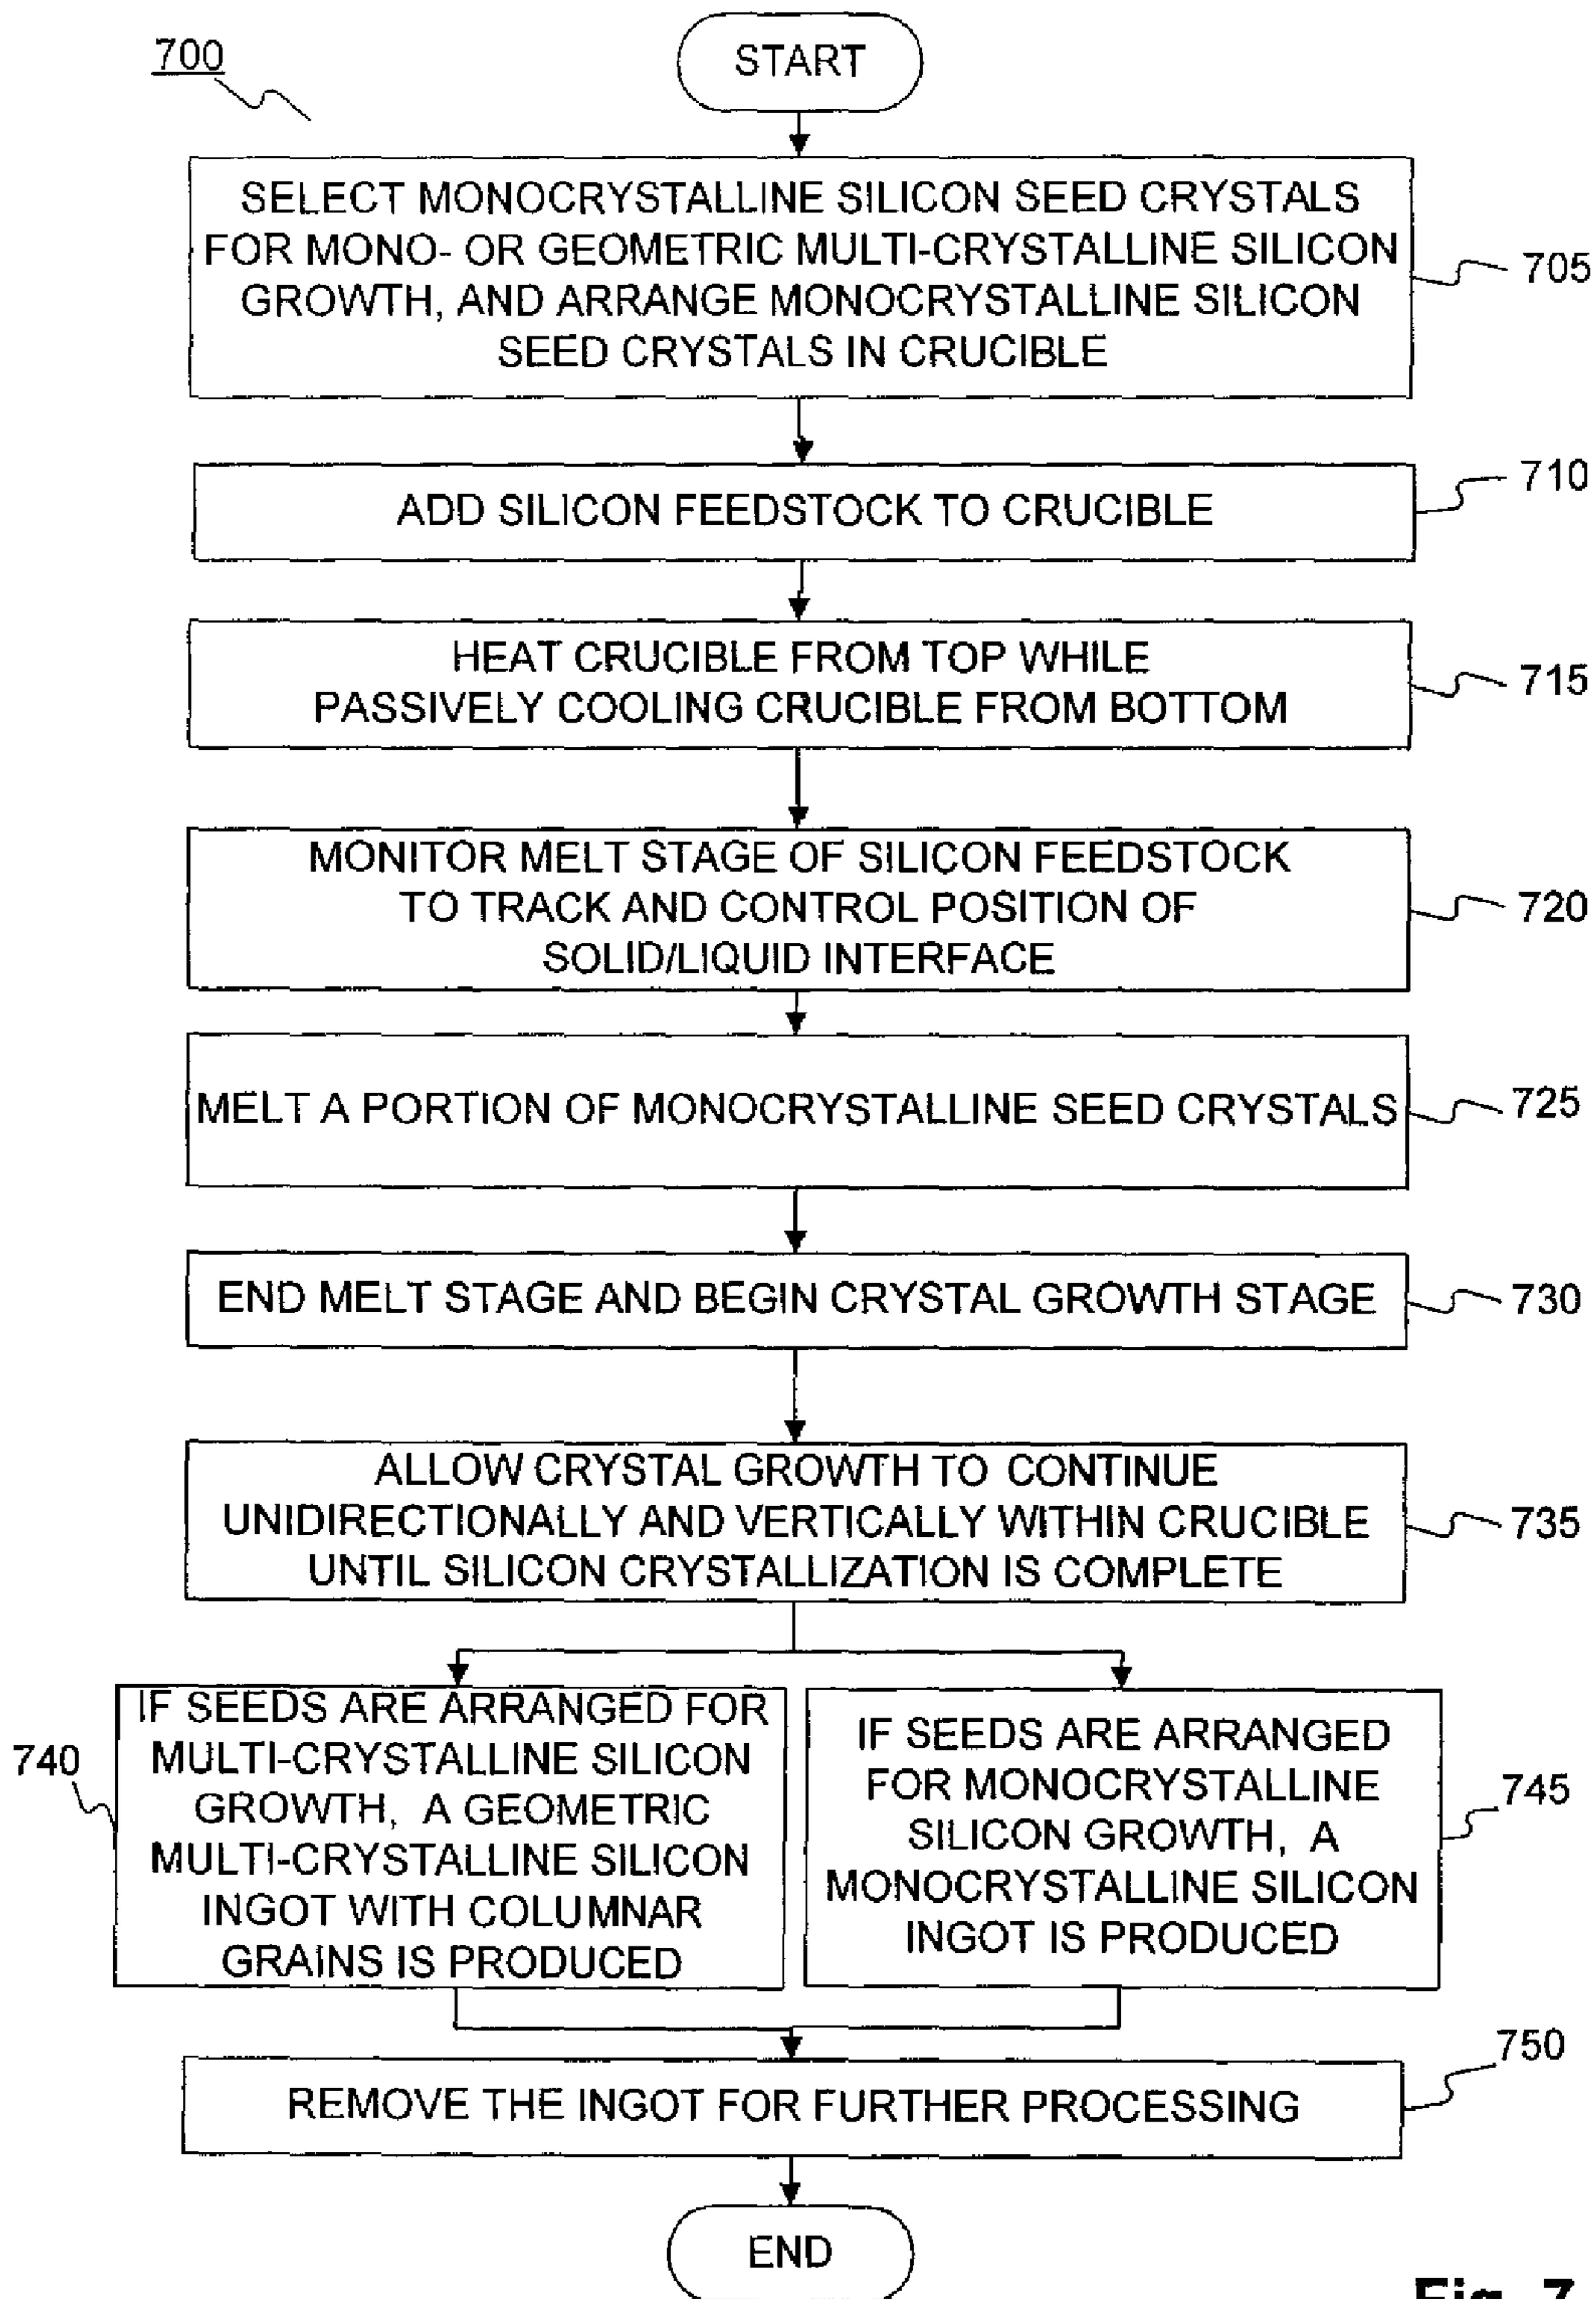 700
START
SELECT MONOCRYSTALLINE SILICON SEED CRYSTALS
FOR MONO- OR GEOMETRIC MULTI-CRYSTALLINE SILICON
GROWTH, AND ARRANGE MONOCRYSTALLINE SILICON
SEED CRYSTALS IN CRUCIBLE
705
ADD SILICON FEEDSTOCK TO CRUCIBLE
710
HEAT CRUCIBLE FROM TOP WHILE
PASSIVELY COOLING CRUCIBLE FROM BOTTOM
715
MONITOR MELT STAGE OF SILICON FEEDSTOCK
TO TRACK AND CONTROL POSITION OF
SOLID/LIQUID INTERFACE
720
MELT A PORTION OF MONOCRYSTALLINE SEED CRYSTALS
725
END MELT STAGE AND BEGIN CRYSTAL GROWTH STAGE
730
ALLOW CRYSTAL GROWTH TO CONTINUE
UNIDIRECTIONALLY AND VERTICALLY WITHIN CRUCIBLE
UNTIL SILICON CRYSTALLIZATION IS COMPLETE
735
740
IF SEEDS ARE ARRANGED FOR
MULTI-CRYSTALLINE SILICON
GROWTH, A GEOMETRIC
MULTI-CRYSTALLINE SILICON
INGOT WITH COLUMNAR
GRAINS IS PRODUCED
IF SEEDS ARE ARRANGED
FOR MONOCRYSTALLINE
SILICON GROWTH, A
MONOCRYSTALLINE SILICON
INGOT IS PRODUCED
745
REMOVE THE INGOT FOR FURTHER PROCESSING
750
END
Fig. 7